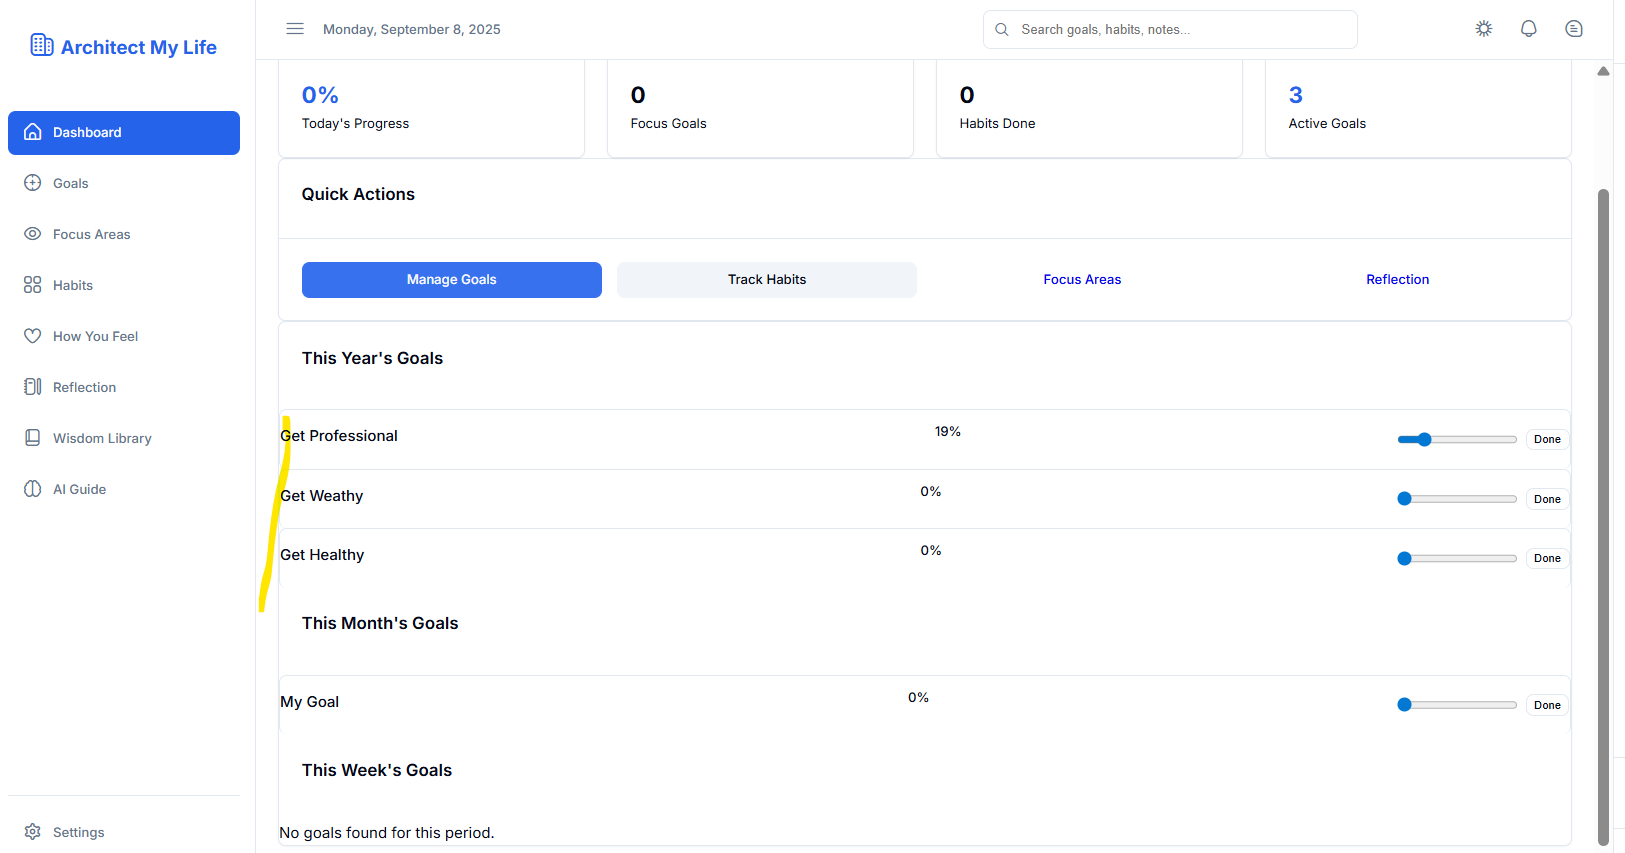 Architect My Life
Monday, September 8, 2025
Search goals, habits, notes...
Dashboard
Goals
Focus Areas
Habits
How You Feel
Reflection
Wisdom Library
AI Guide
Settings
0%
Today's Progress
0
Focus Goals
0
Habits Done
3
Active Goals
Quick Actions
Manage Goals
Track Habits
Focus Areas
Reflection
This Year's Goals
Get Professional
19%
Done
Get Weathy
0%
Done
Get Healthy
0%
Done
This Month's Goals
My Goal
0%
Done
This Week's Goals
No goals found for this period.